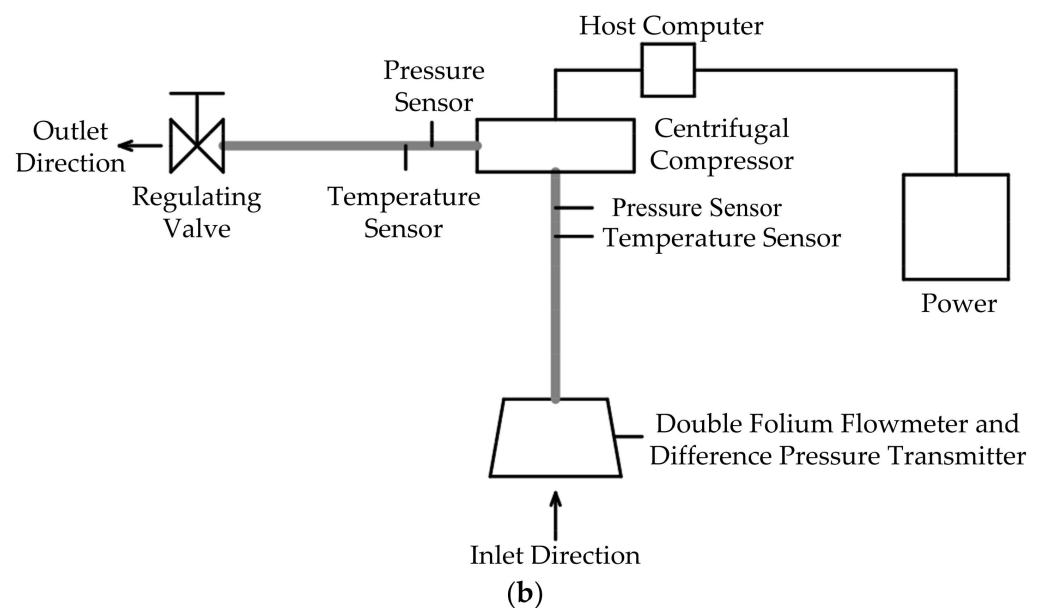 Host Computer
Pressure
Sensor
Outlet
Direction
Centrifugal
Compressor
Regulating
Valve
Temperature
Sensor
Pressure Sensor
Temperature Sensor
Power
Double Folium Flowmeter and
Difference Pressure Transmitter
Inlet Direction
(b)